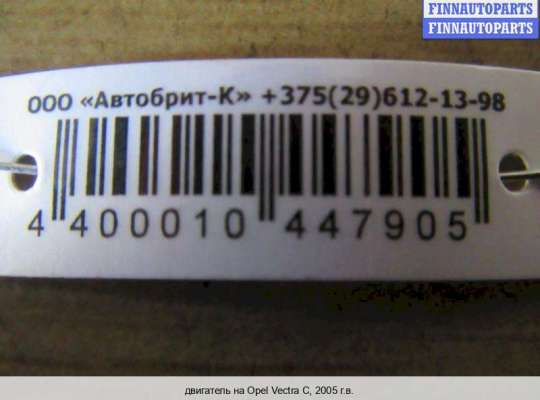 FINNAUTOPARTS
FINNAUTOPARTS
ООО «Автобрит-К» +375(29)612-13-98
4 400010 447905
двигатель на Opel Vectra C, 2005 г.в.